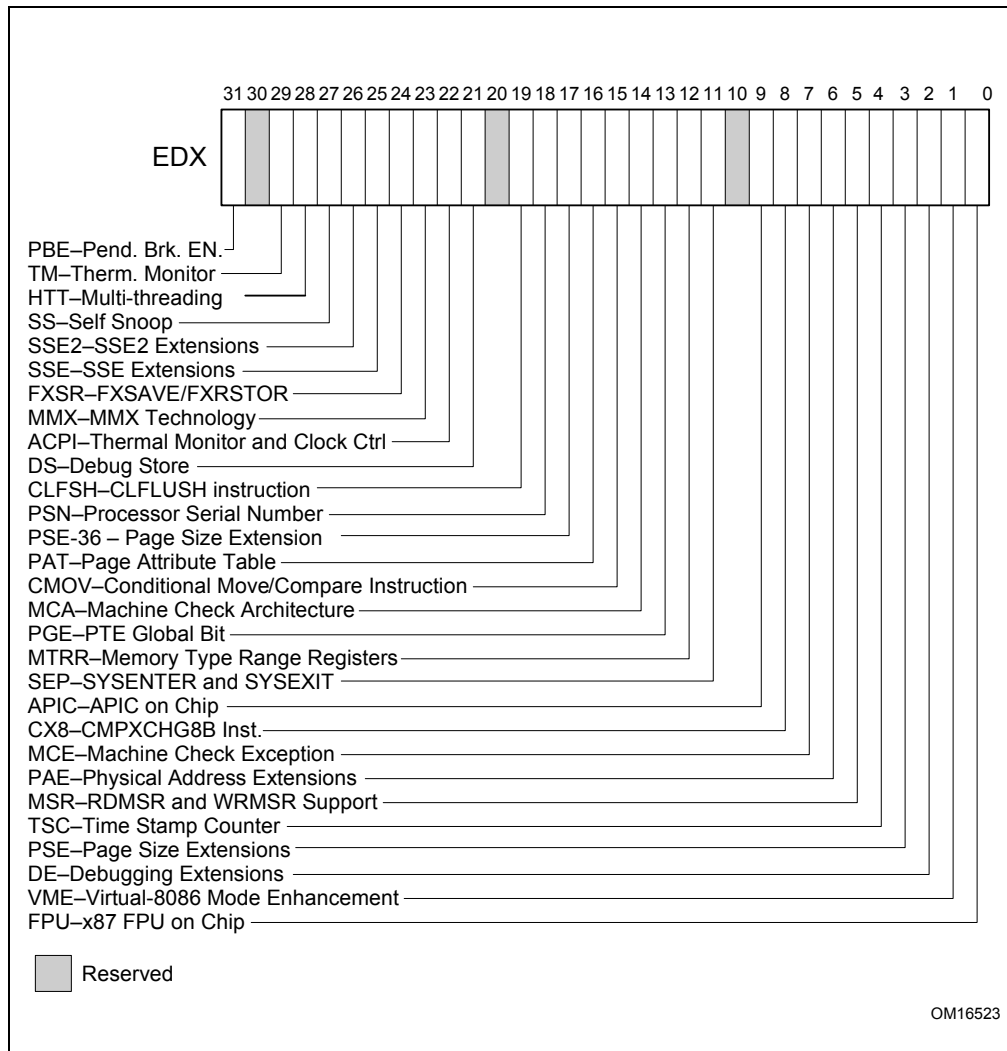 31 30 29 28 27 26 25 24 23 22 21 20 19 18 17 16 15 14 13 12 11 10 9 8 7 6 5 4 3 2 1 0
EDX
PBE–Pend. Brk. EN.
TM–Therm. Monitor
HTT–Multi-threading
SS–Self Snoop
SSE2–SSE2 Extensions
SSE–SSE Extensions
FXSR–FXSAVE/FXRSTOR
MMX–MMX Technology
ACPI–Thermal Monitor and Clock Ctrl
DS–Debug Store
CLFSH–CLFLUSH instruction
PSN–Processor Serial Number
PSE-36 – Page Size Extension
PAT–Page Attribute Table
CMOV–Conditional Move/Compare Instruction
MCA–Machine Check Architecture
PGE–PTE Global Bit
MTRR–Memory Type Range Registers
SEP–SYSENTER and SYSEXIT
APIC–APIC on Chip
CX8–CMPXCHG8B Inst.
MCE–Machine Check Exception
PAE–Physical Address Extensions
MSR–RDMSR and WRMSR Support
TSC–Time Stamp Counter
PSE–Page Size Extensions
DE–Debugging Extensions
VME–Virtual-8086 Mode Enhancement
FPU–x87 FPU on Chip
Reserved
OM16523